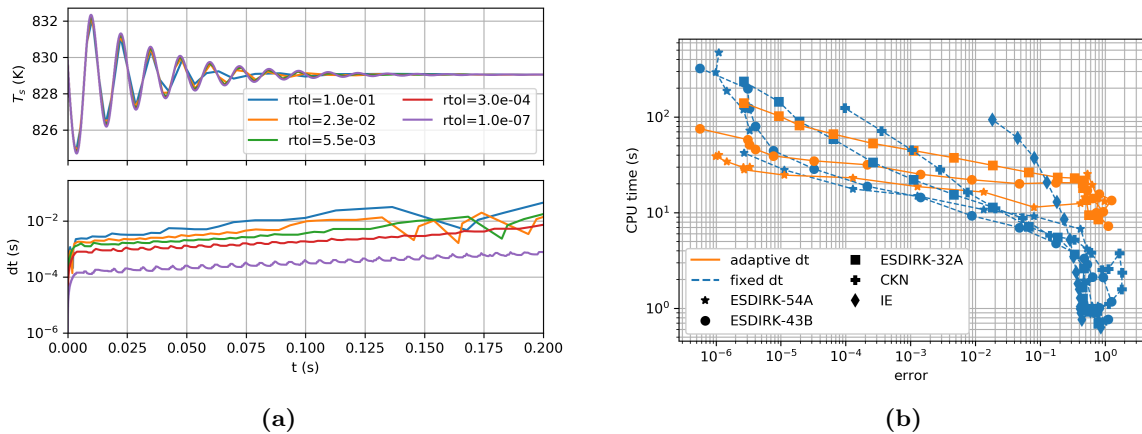 832
830
828
826
T_s (K)
rtol=1.0e-01
rtol=2.3e-02
rtol=5.5e-03
rtol=3.0e-04
rtol=1.0e-07
10^−2
10^−4
10^−6
dt (s)
0.000 0.025 0.050 0.075 0.100 0.125 0.150 0.175 0.200
t (s)
(a)
10^2
10^1
10^0
CPU time (s)
adaptive dt
fixed dt
ESDIRK-54A
ESDIRK-43B
ESDIRK-32A
CKN
IE
10^−6 10^−5 10^−4 10^−3 10^−2 10^−1 10^0
error
(b)